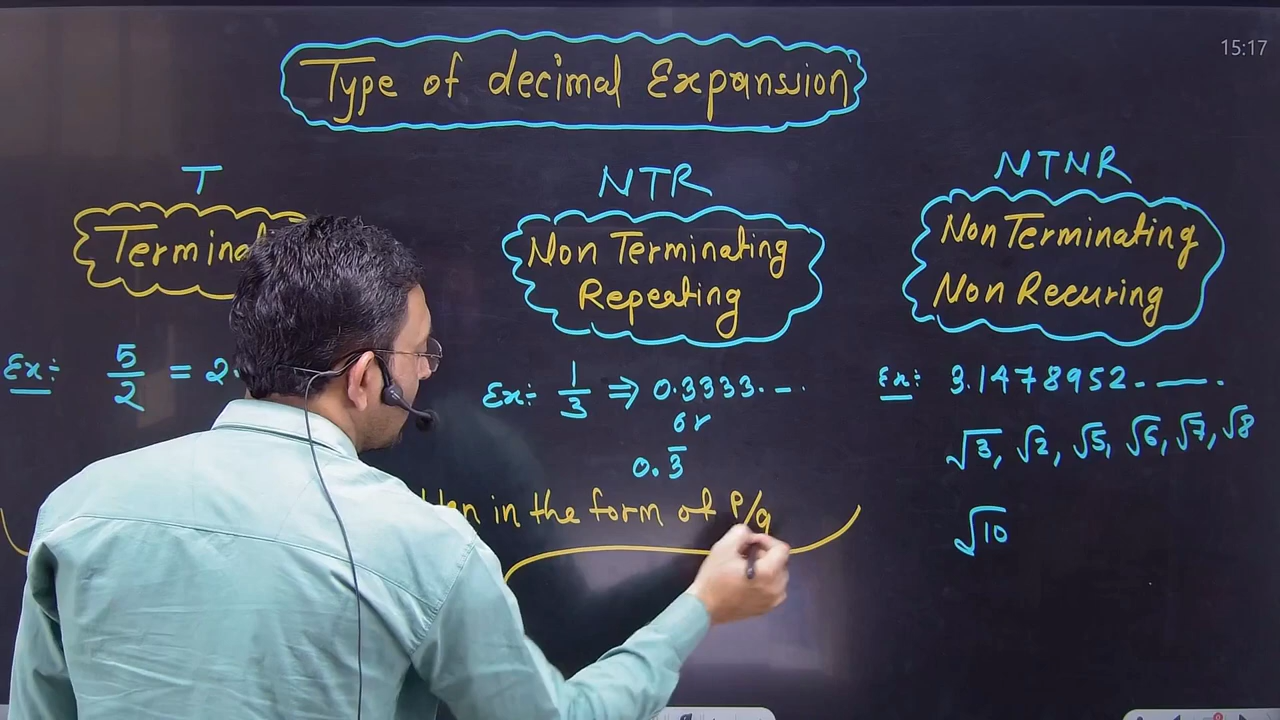 15:17
Type of decimal Expanssion
T
NTR
NTNR
Non Terminating
Repeating
Non Terminating
Non Recuring
Ex:- 5/2 = 2.
Ex:- 1/3 ⇒ 0.3333.--.
or
0.3̅
Ex:- 3.1478952.---.
√3, √2, √5, √6, √7, √8
√10
in the form of P/q